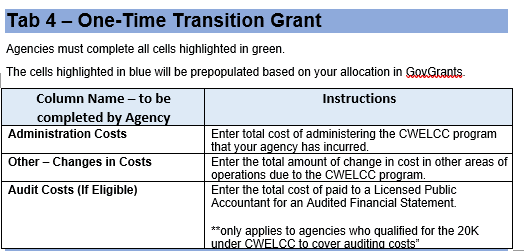 Tab 4 – One-Time Transition Grant
Agencies must complete all cells highlighted in green.
The cells highlighted in blue will be prepopulated based on your allocation in GovGrants.
Column Name – to be
completed by Agency
Instructions
Administration Costs
Enter total cost of administering the CWELCC program
that your agency has incurred.
Other – Changes in Costs
Enter the total amount of change in cost in other areas of
operations due to the CWELCC program.
Audit Costs (If Eligible)
Enter the total cost of paid to a Licensed Public
Accountant for an Audited Financial Statement.
**only applies to agencies who qualified for the 20K
under CWELCC to cover auditing costs"